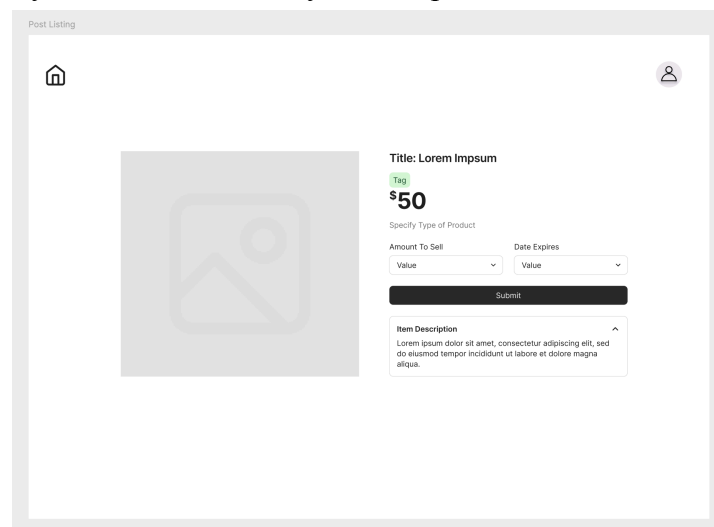 Post Listing
Title: Lorem Impsum
Tag
$50
Specify Type of Product
Amount To Sell
Date Expires
Value
Value
Submit
Item Description
Lorem ipsum dolor sit amet, consectetur adipiscing elit, sed
do eiusmod tempor incididunt ut labore et dolore magna
aliqua.